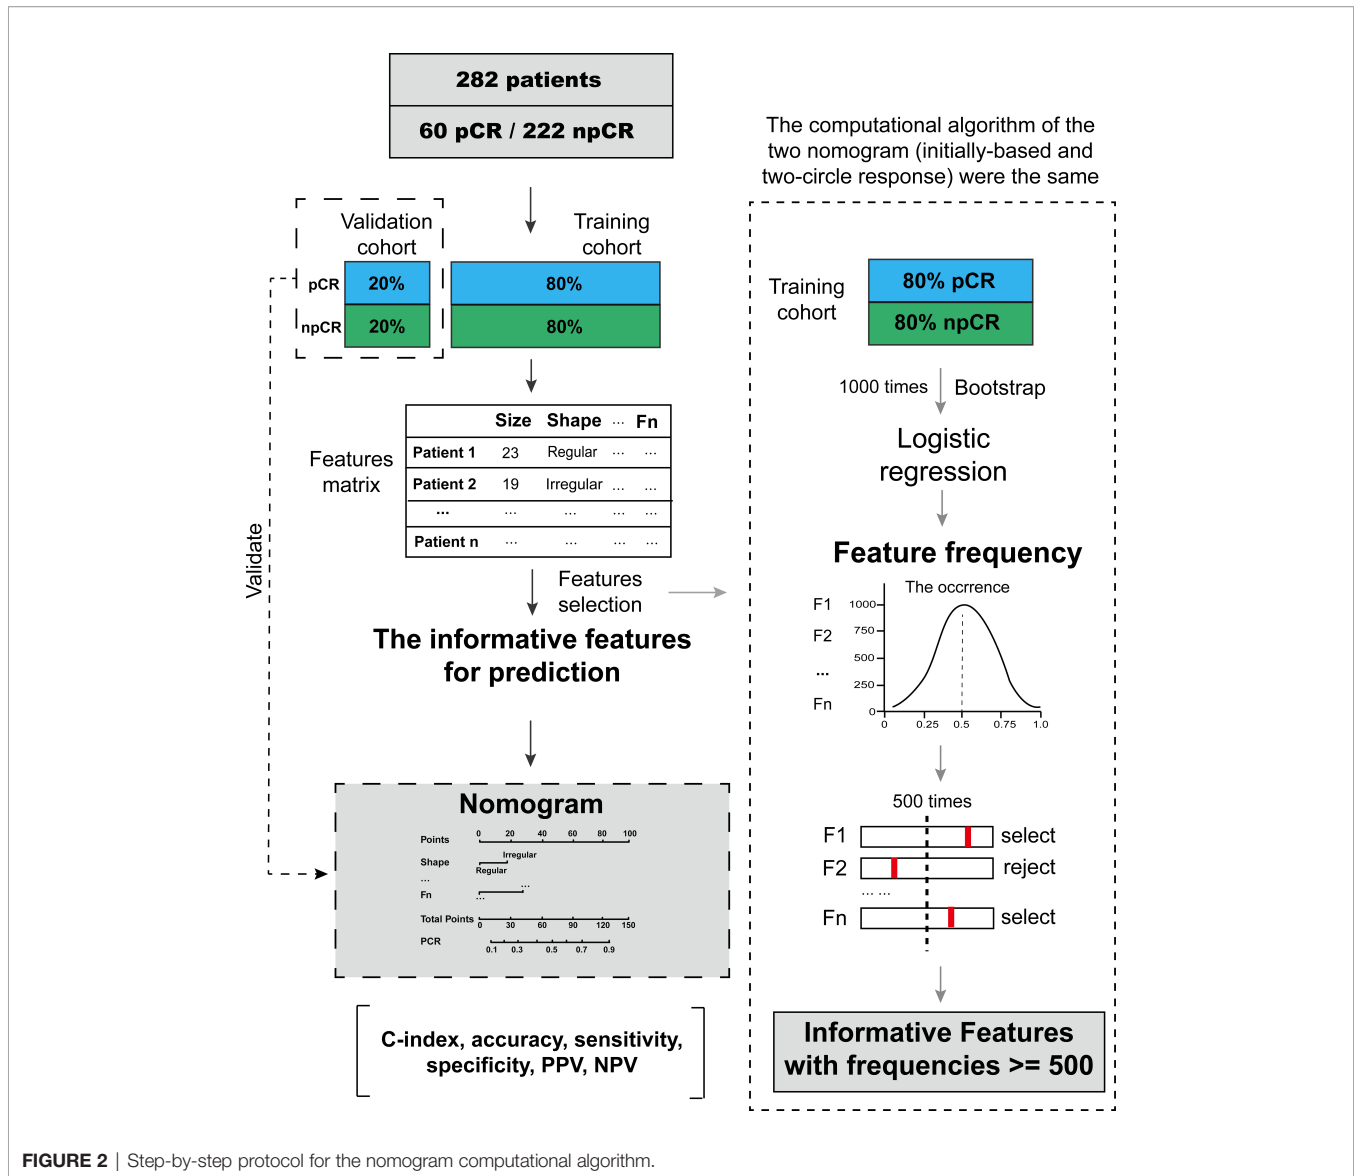 282 patients
60 pCR / 222 npCR
Validation
cohort
Training
cohort
pCR
20%
80%
npCR
20%
80%
Features
matrix
Size Shape ... Fn
Patient 1 23 Regular ... ...
Patient 2 19 Irregular ... ...
... ... ... ... ...
Patient n ... ... ... ...
Validate
Features
selection
The informative features
for prediction
Nomogram
Points 0 20 40 60 80 100
Shape Irregular
Regular
...
Fn ... ...
Total Points 0 30 60 90 120 150
PCR 0.1 0.3 0.5 0.7 0.9
C-index, accuracy, sensitivity,
specificity, PPV, NPV
The computational algorithm of the
two nomogram (initially-based and
two-circle response) were the same
Training
cohort
80% pCR
80% npCR
1000 times Bootstrap
Logistic
regression
Feature frequency
The occrrence
F1
F2
...
Fn
1000
750
500
250
0
0 0.25 0.5 0.75 1.0
500 times
F1 select
F2 reject
... ...
Fn select
Informative Features
with frequencies >= 500
FIGURE 2 | Step-by-step protocol for the nomogram computational algorithm.